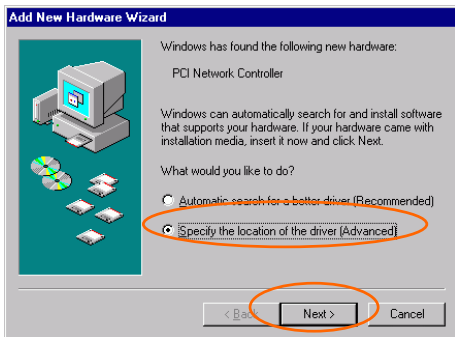 Add New Hardware Wizard
Windows has found the following new hardware:
PCI Network Controller
Windows can automatically search for and install software
that supports your hardware. If your hardware came with
installation media, insert it now and click Next.
What would you like to do?
Automatic search for a better driver (Recommended)
Specify the location of the driver (Advanced)
< Back
Next >
Cancel